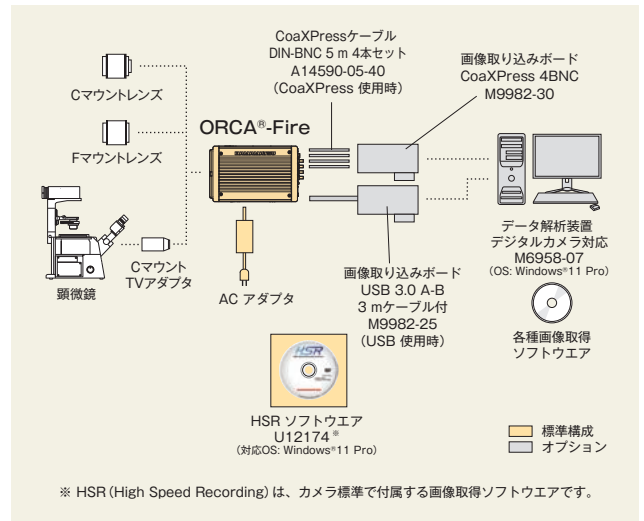 CoaXPressケーブル
DIN-BNC 5 m 4本セット
A14590-05-40
（CoaXPress 使用時）
画像取り込みボード
CoaXPress 4BNC
M9982-30
Cマウントレンズ
ORCA®-Fire
Fマウントレンズ
データ解析装置
デジタルカメラ対応
M6958-07
（OS: Windows®11 Pro）
Cマウント
TVアダプタ
顕微鏡
AC アダプタ
画像取り込みボード
USB 3.0 A-B
3 mケーブル付
M9982-25
（USB 使用時）
各種画像取得
ソフトウエア
HSR
HSR ソフトウエア
U12174※
（対応OS: Windows®11 Pro）
標準構成
オプション
※ HSR（High Speed Recording）は、カメラ標準で付属する画像取得ソフトウエアです。